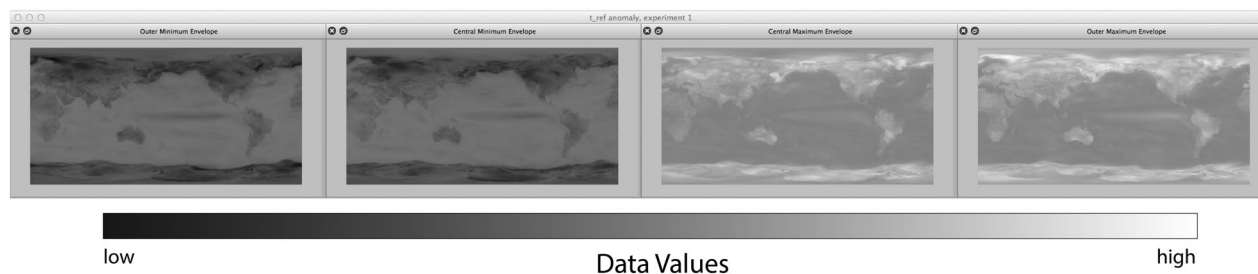 t_ref anomaly, experiment 1
Outer Minimum Envelope
Central Minimum Envelope
Central Maximum Envelope
Outer Maximum Envelope
low
Data Values
high